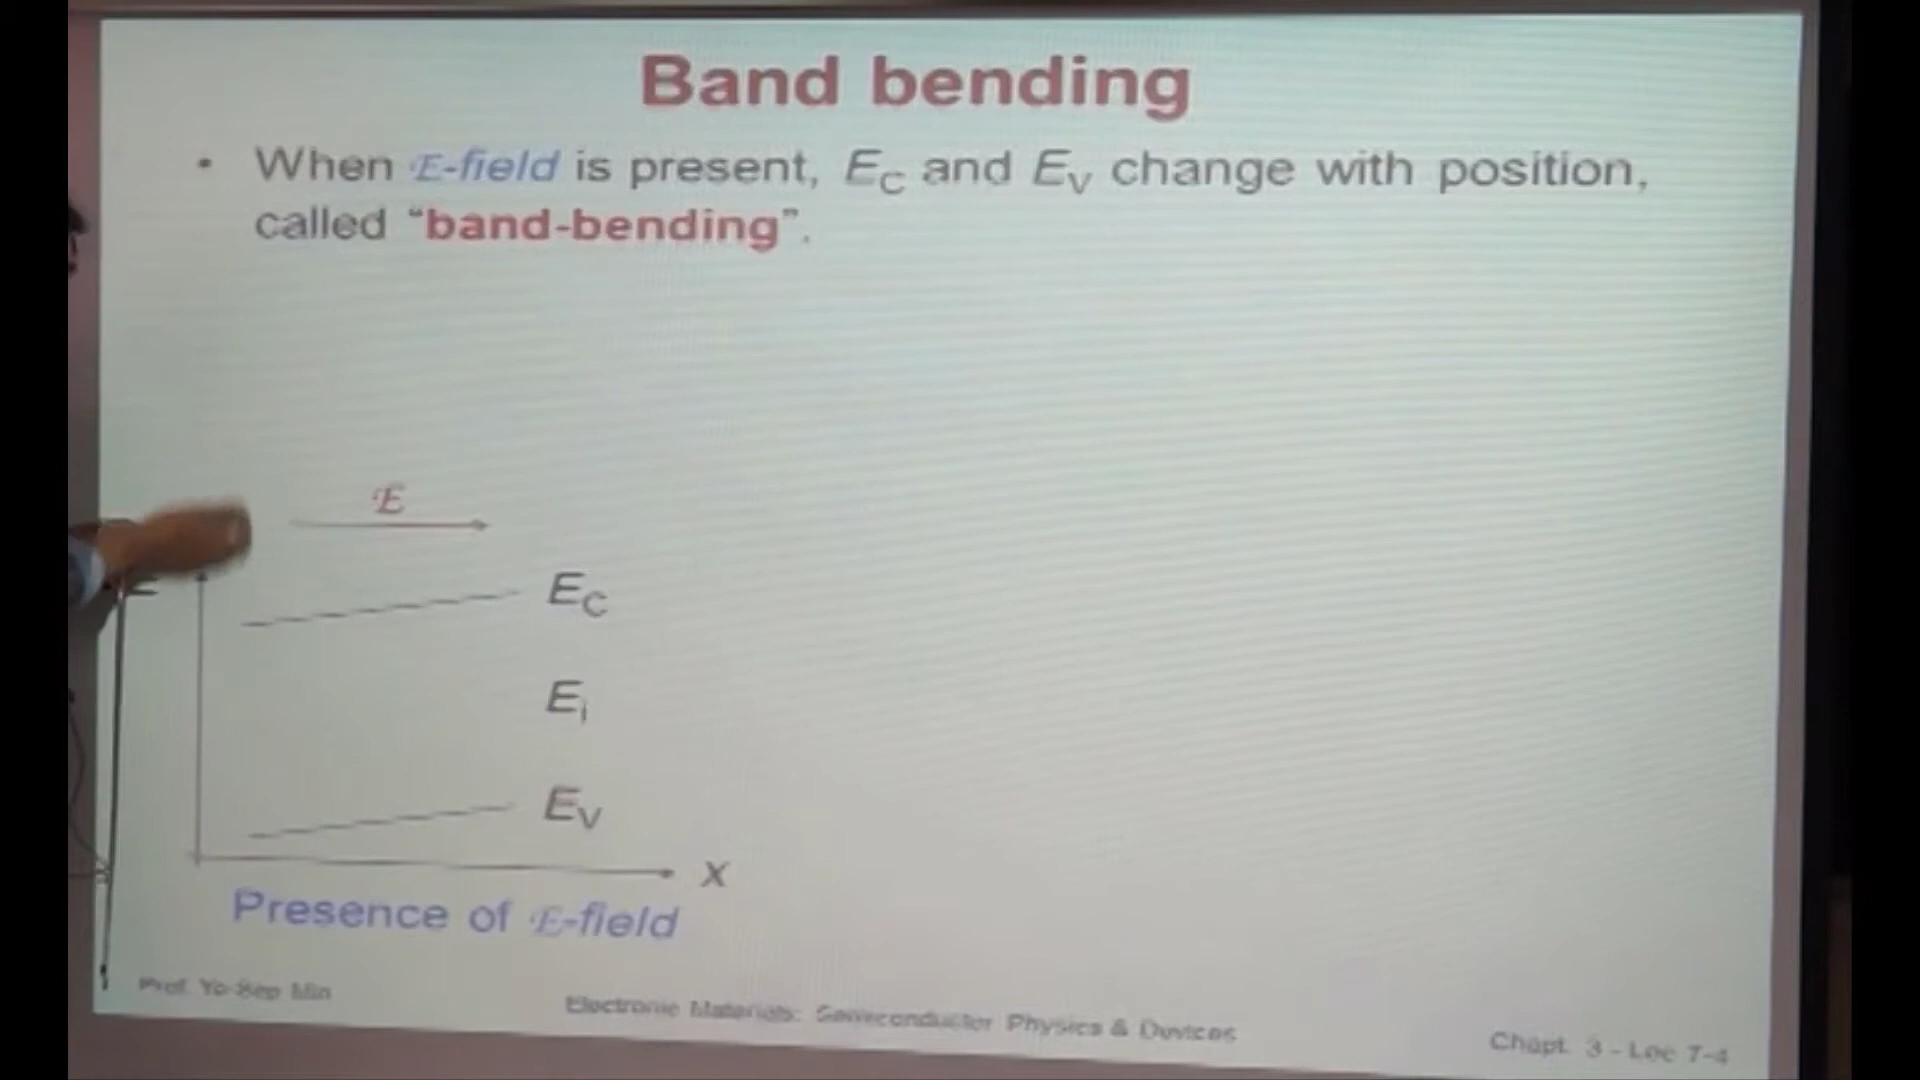 Band bending
• When E-field is present, EC and EV change with position,
called “band-bending”.
E
E
EC
Ei
EV
x
Presence of E-field
Prof. Yo-Sep Min
Electronic Materials: Semiconductor Physics & Devices
Chapt. 3 - Lec 7-4